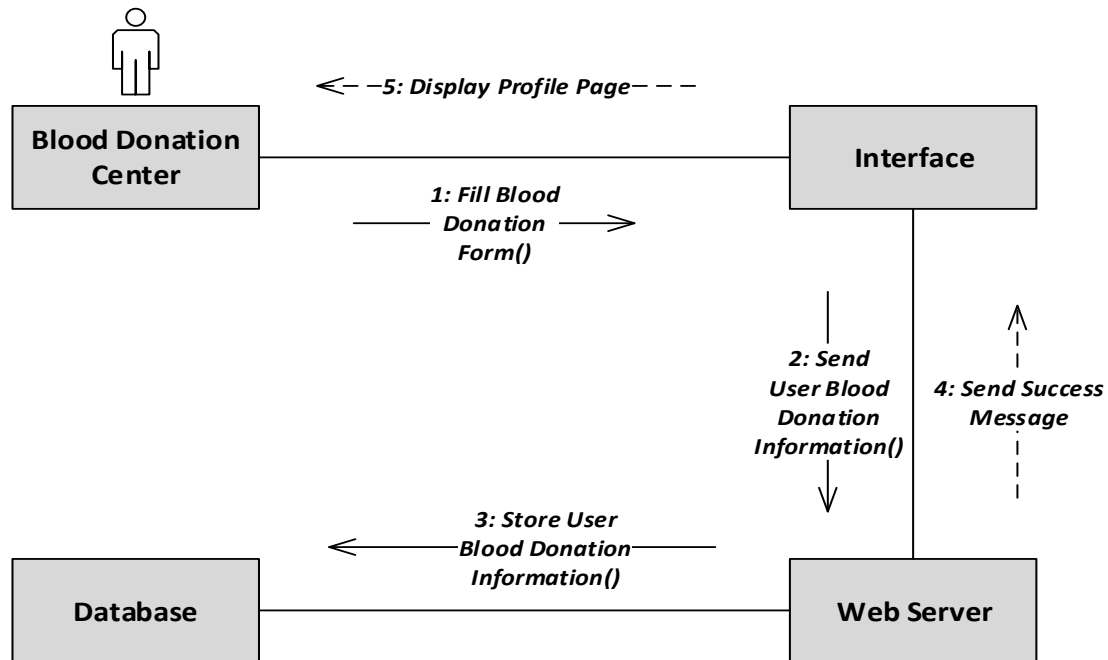 5: Display Profile Page
Blood Donation
Center
Interface
1: Fill Blood
Donation
Form()
2: Send
User Blood
Donation
Information()
4: Send Success
Message
3: Store User
Blood Donation
Information()
Database
Web Server